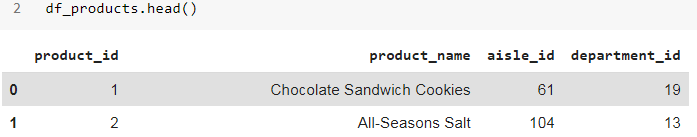 2 df_products.head()
product_id product_name aisle_id department_id
0 1 Chocolate Sandwich Cookies 61 19
1 2 All-Seasons Salt 104 13